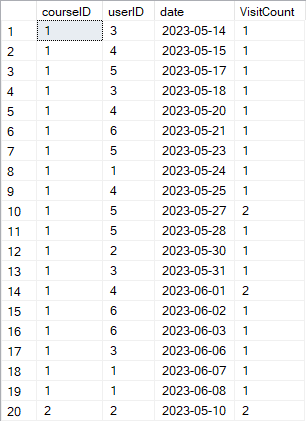 courseID userID date VisitCount
1 1 3 2023-05-14 1
2 1 4 2023-05-15 1
3 1 5 2023-05-17 1
4 1 3 2023-05-18 1
5 1 4 2023-05-20 1
6 1 6 2023-05-21 1
7 1 5 2023-05-23 1
8 1 1 2023-05-24 1
9 1 4 2023-05-25 1
10 1 5 2023-05-27 2
11 1 5 2023-05-28 1
12 1 2 2023-05-30 1
13 1 3 2023-05-31 1
14 1 4 2023-06-01 2
15 1 6 2023-06-02 1
16 1 6 2023-06-03 1
17 1 3 2023-06-06 1
18 1 1 2023-06-07 1
19 1 1 2023-06-08 1
20 2 2 2023-05-10 2